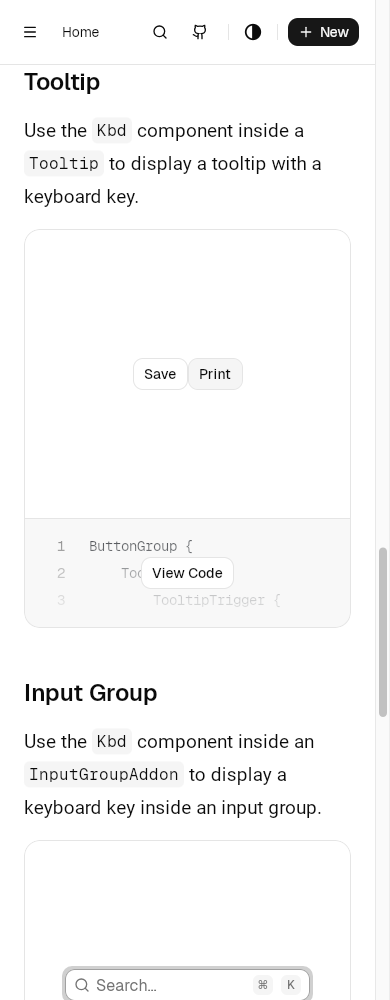 Home
New
Tooltip
Use the Kbd component inside a
Tooltip to display a tooltip with a
keyboard key.
Save
Print
1 ButtonGroup {
2
View Code
3 TooltipTrigger {
Input Group
Use the Kbd component inside an
InputGroupAddon to display a
keyboard key inside an input group.
Search... ⌘ K